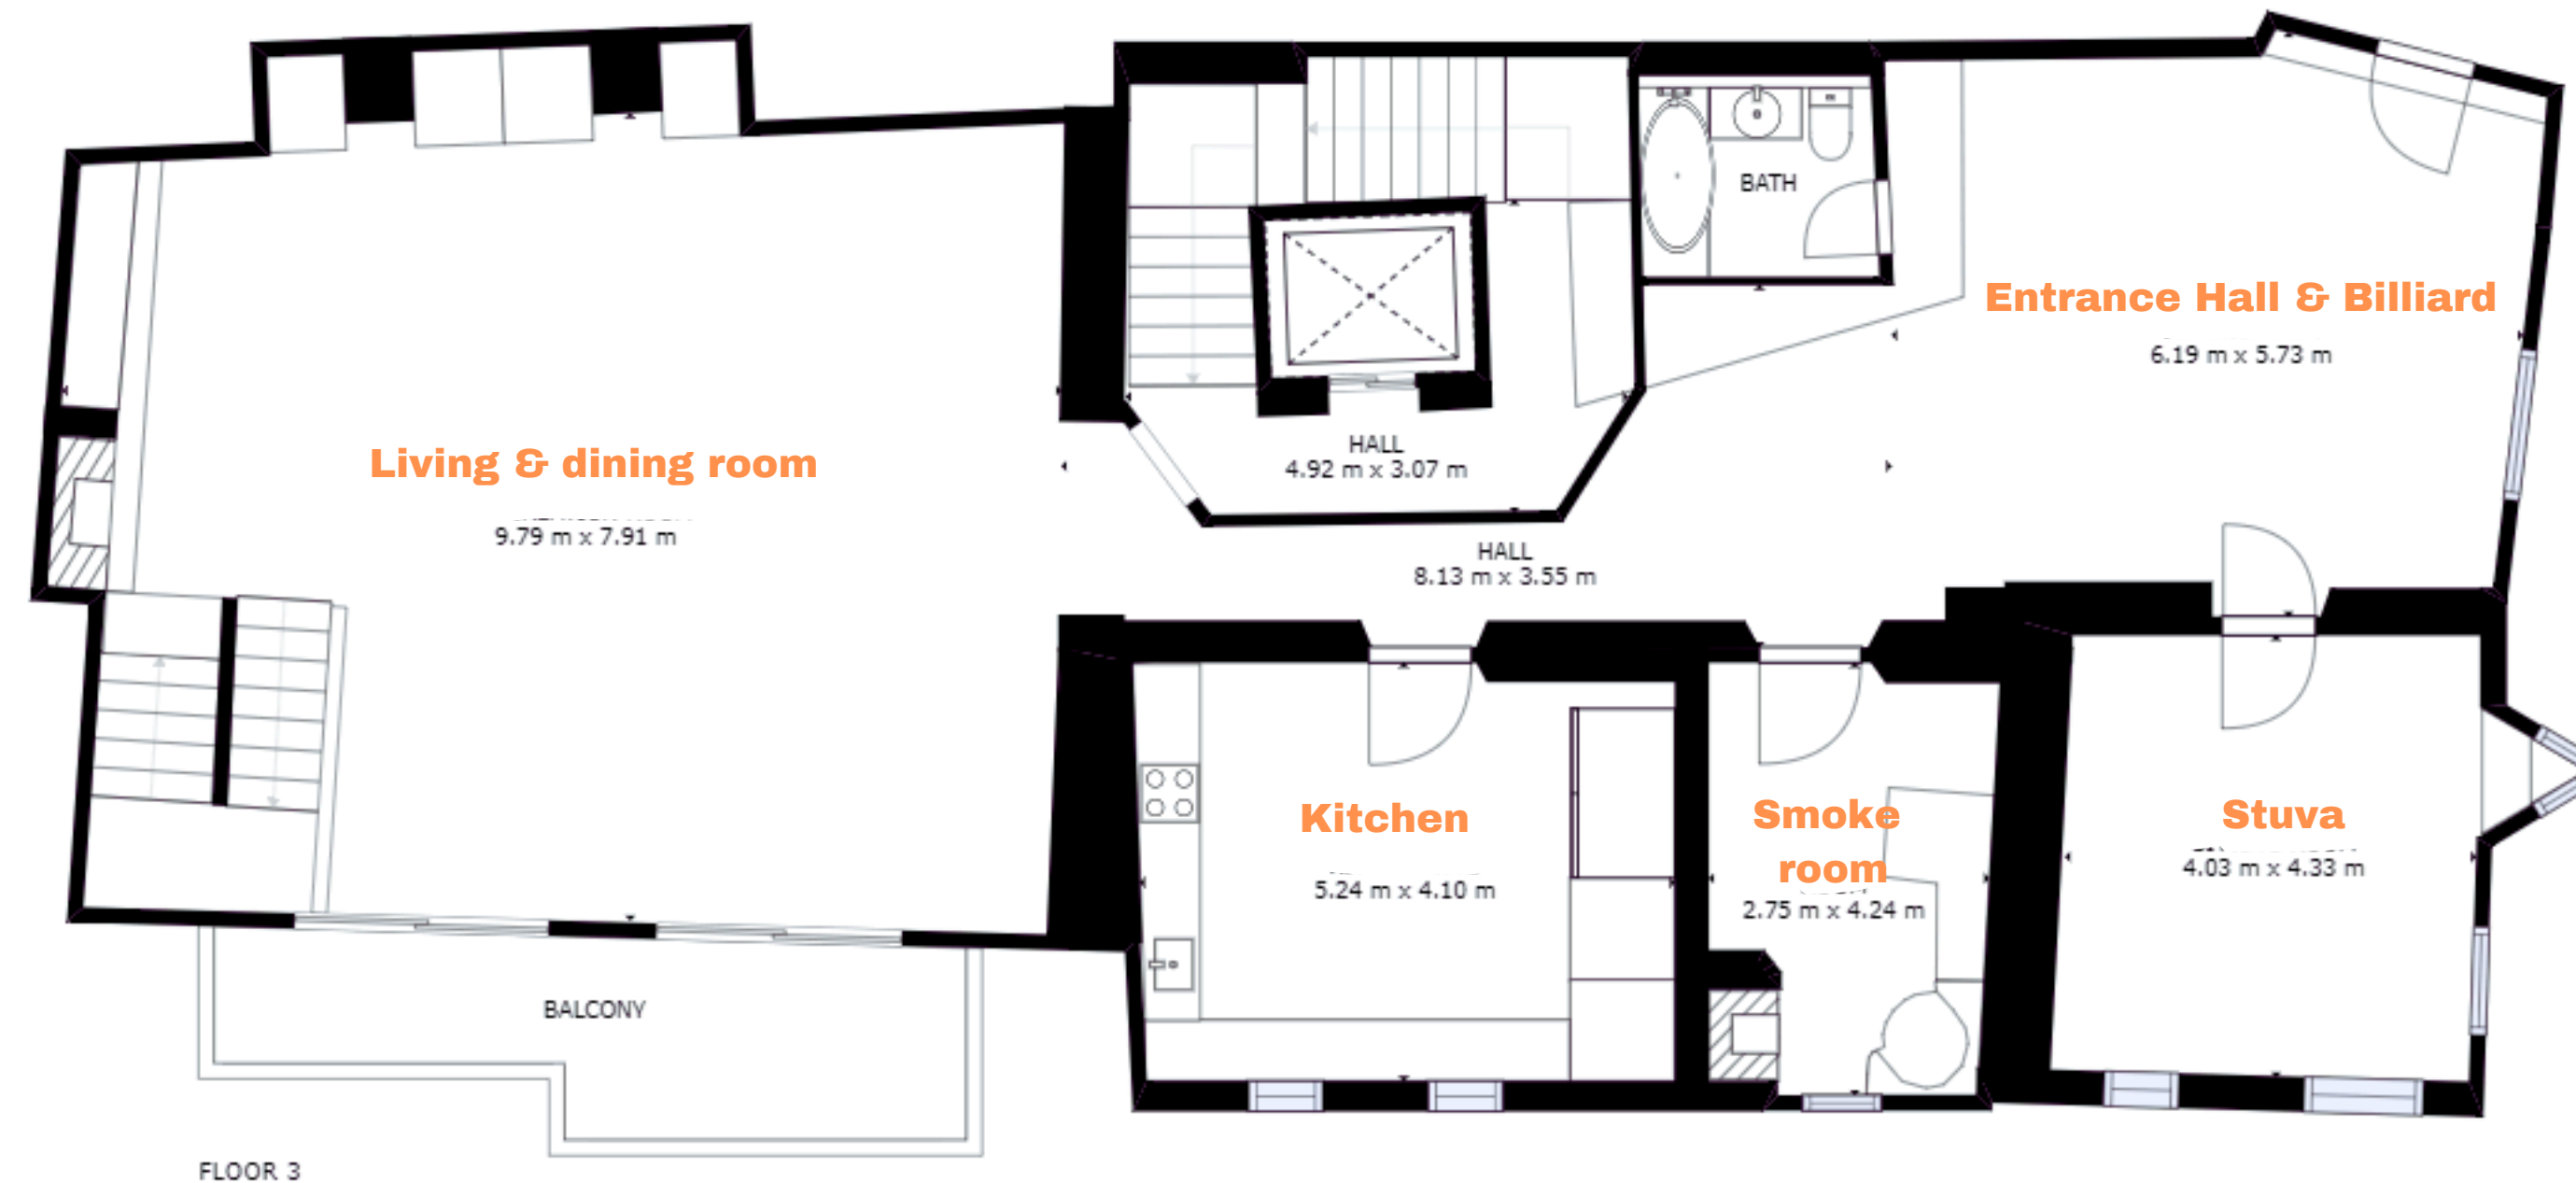 BATH
Entrance Hall & Billiard
6.19 m x 5.73 m
Living & dining room
9.79 m x 7.91 m
HALL
4.92 m x 3.07 m
HALL
8.13 m x 3.55 m
Kitchen
5.24 m x 4.10 m
Smoke
room
2.75 m x 4.24 m
Stuva
4.03 m x 4.33 m
BALCONY
FLOOR 3